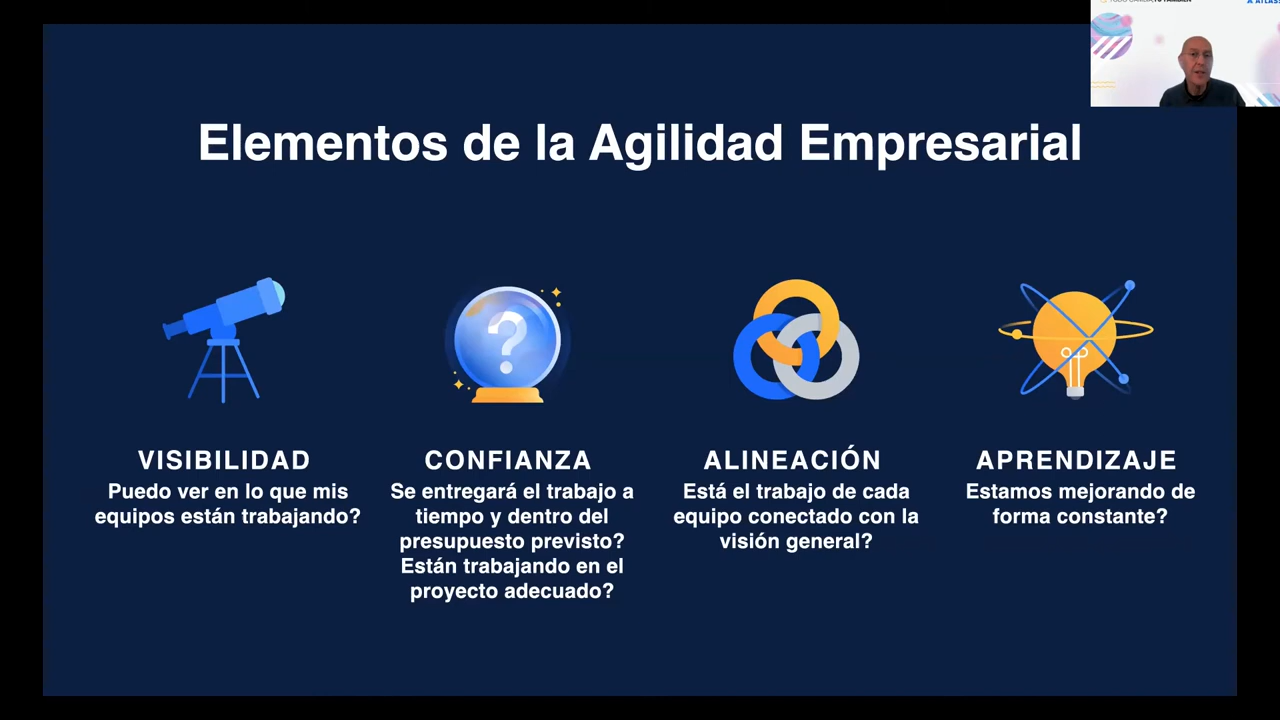 Elementos de la Agilidad Empresarial
?
VISIBILIDAD
Puedo ver en lo que mis
equipos están trabajando?
CONFIANZA
Se entregará el trabajo a
tiempo y dentro del
presupuesto previsto?
Están trabajando en el
proyecto adecuado?
ALINEACIÓN
Está el trabajo de cada
equipo conectado con la
visión general?
APRENDIZAJE
Estamos mejorando de
forma constante?